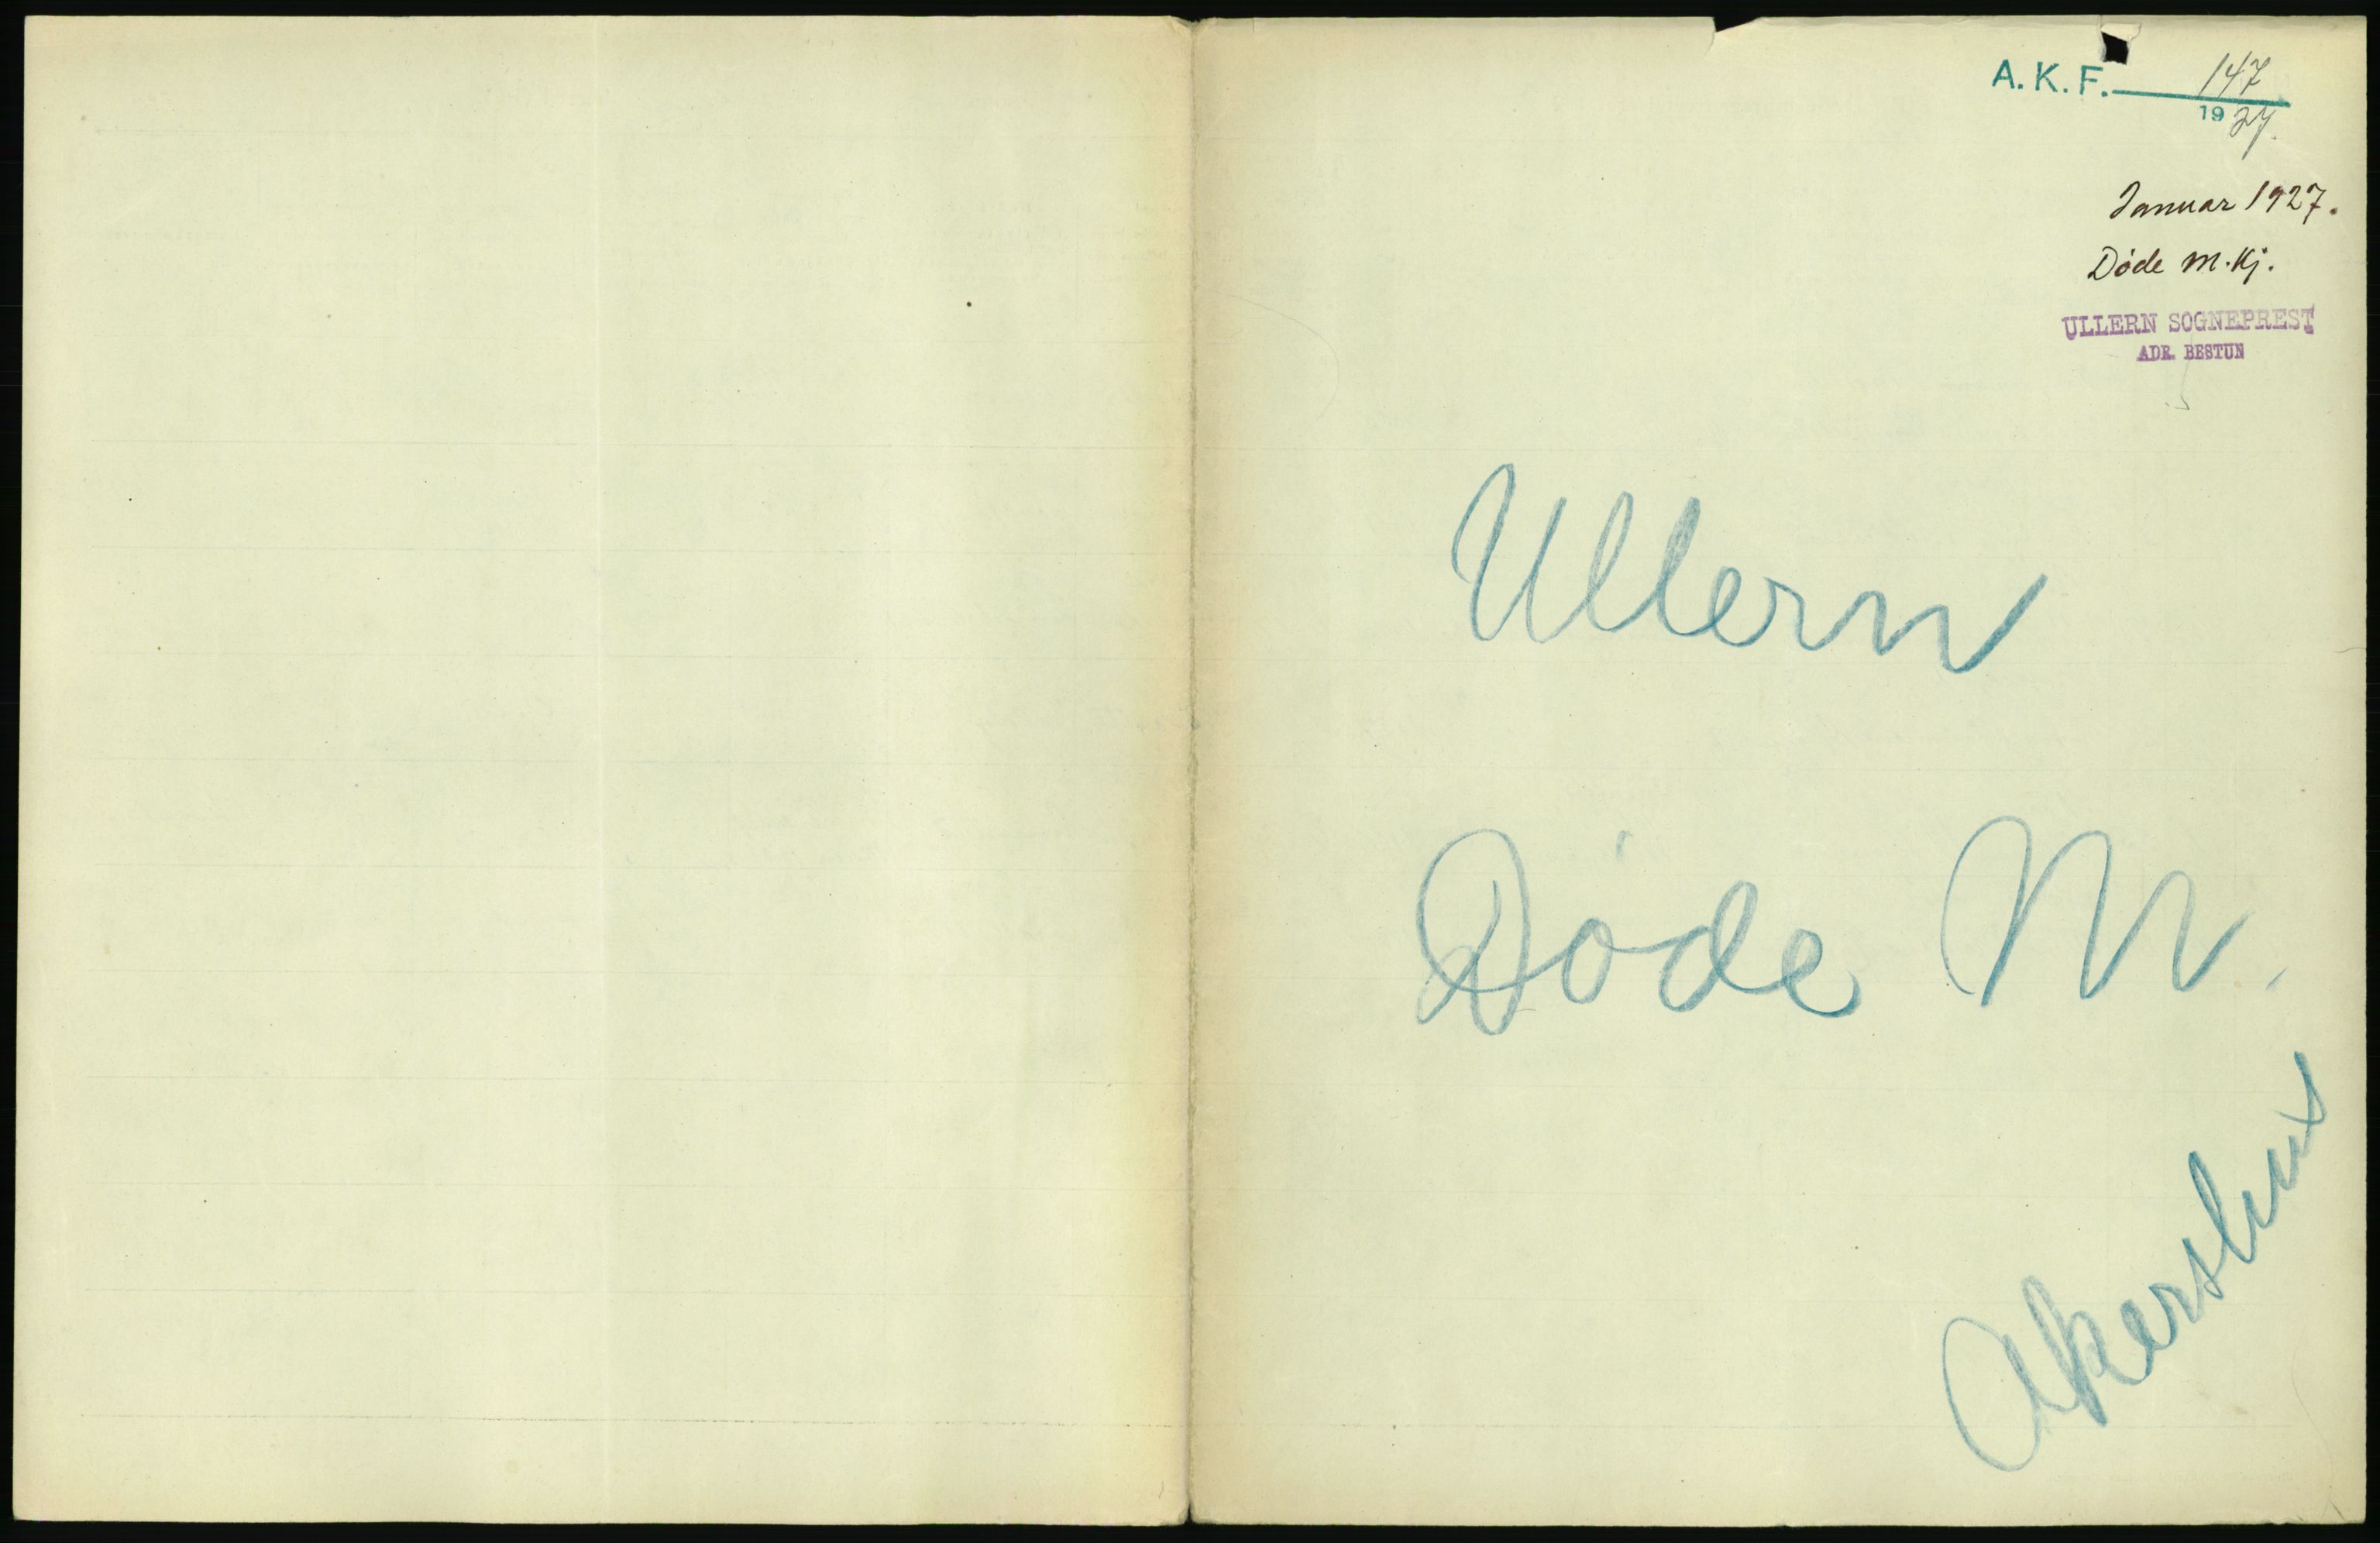 A.K.F. 147
1927.
Januar 1927.
Døde M.Kj.
ULLERN SOGNEPREST
ADR. BESTUN
Ullern
Døde M.
Akershus